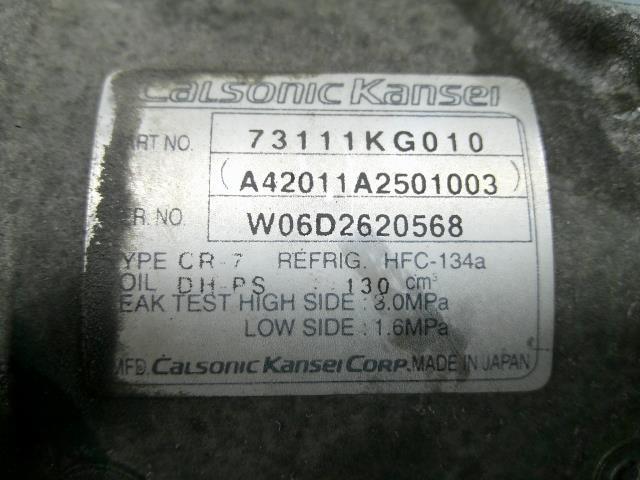 Calsonic Kansei
ART NO. 73111KG010
(A42011A2501003)
ER. NO. W06D2620568
YPE CR-7 REFRIG. HFC-134a
OIL DH-PS : 130 cm³
EAK TEST HIGH SIDE : 3.0MPa
LOW SIDE : 1.6MPa
MFD. CALSONIC KANSEI CORP. MADE IN JAPAN